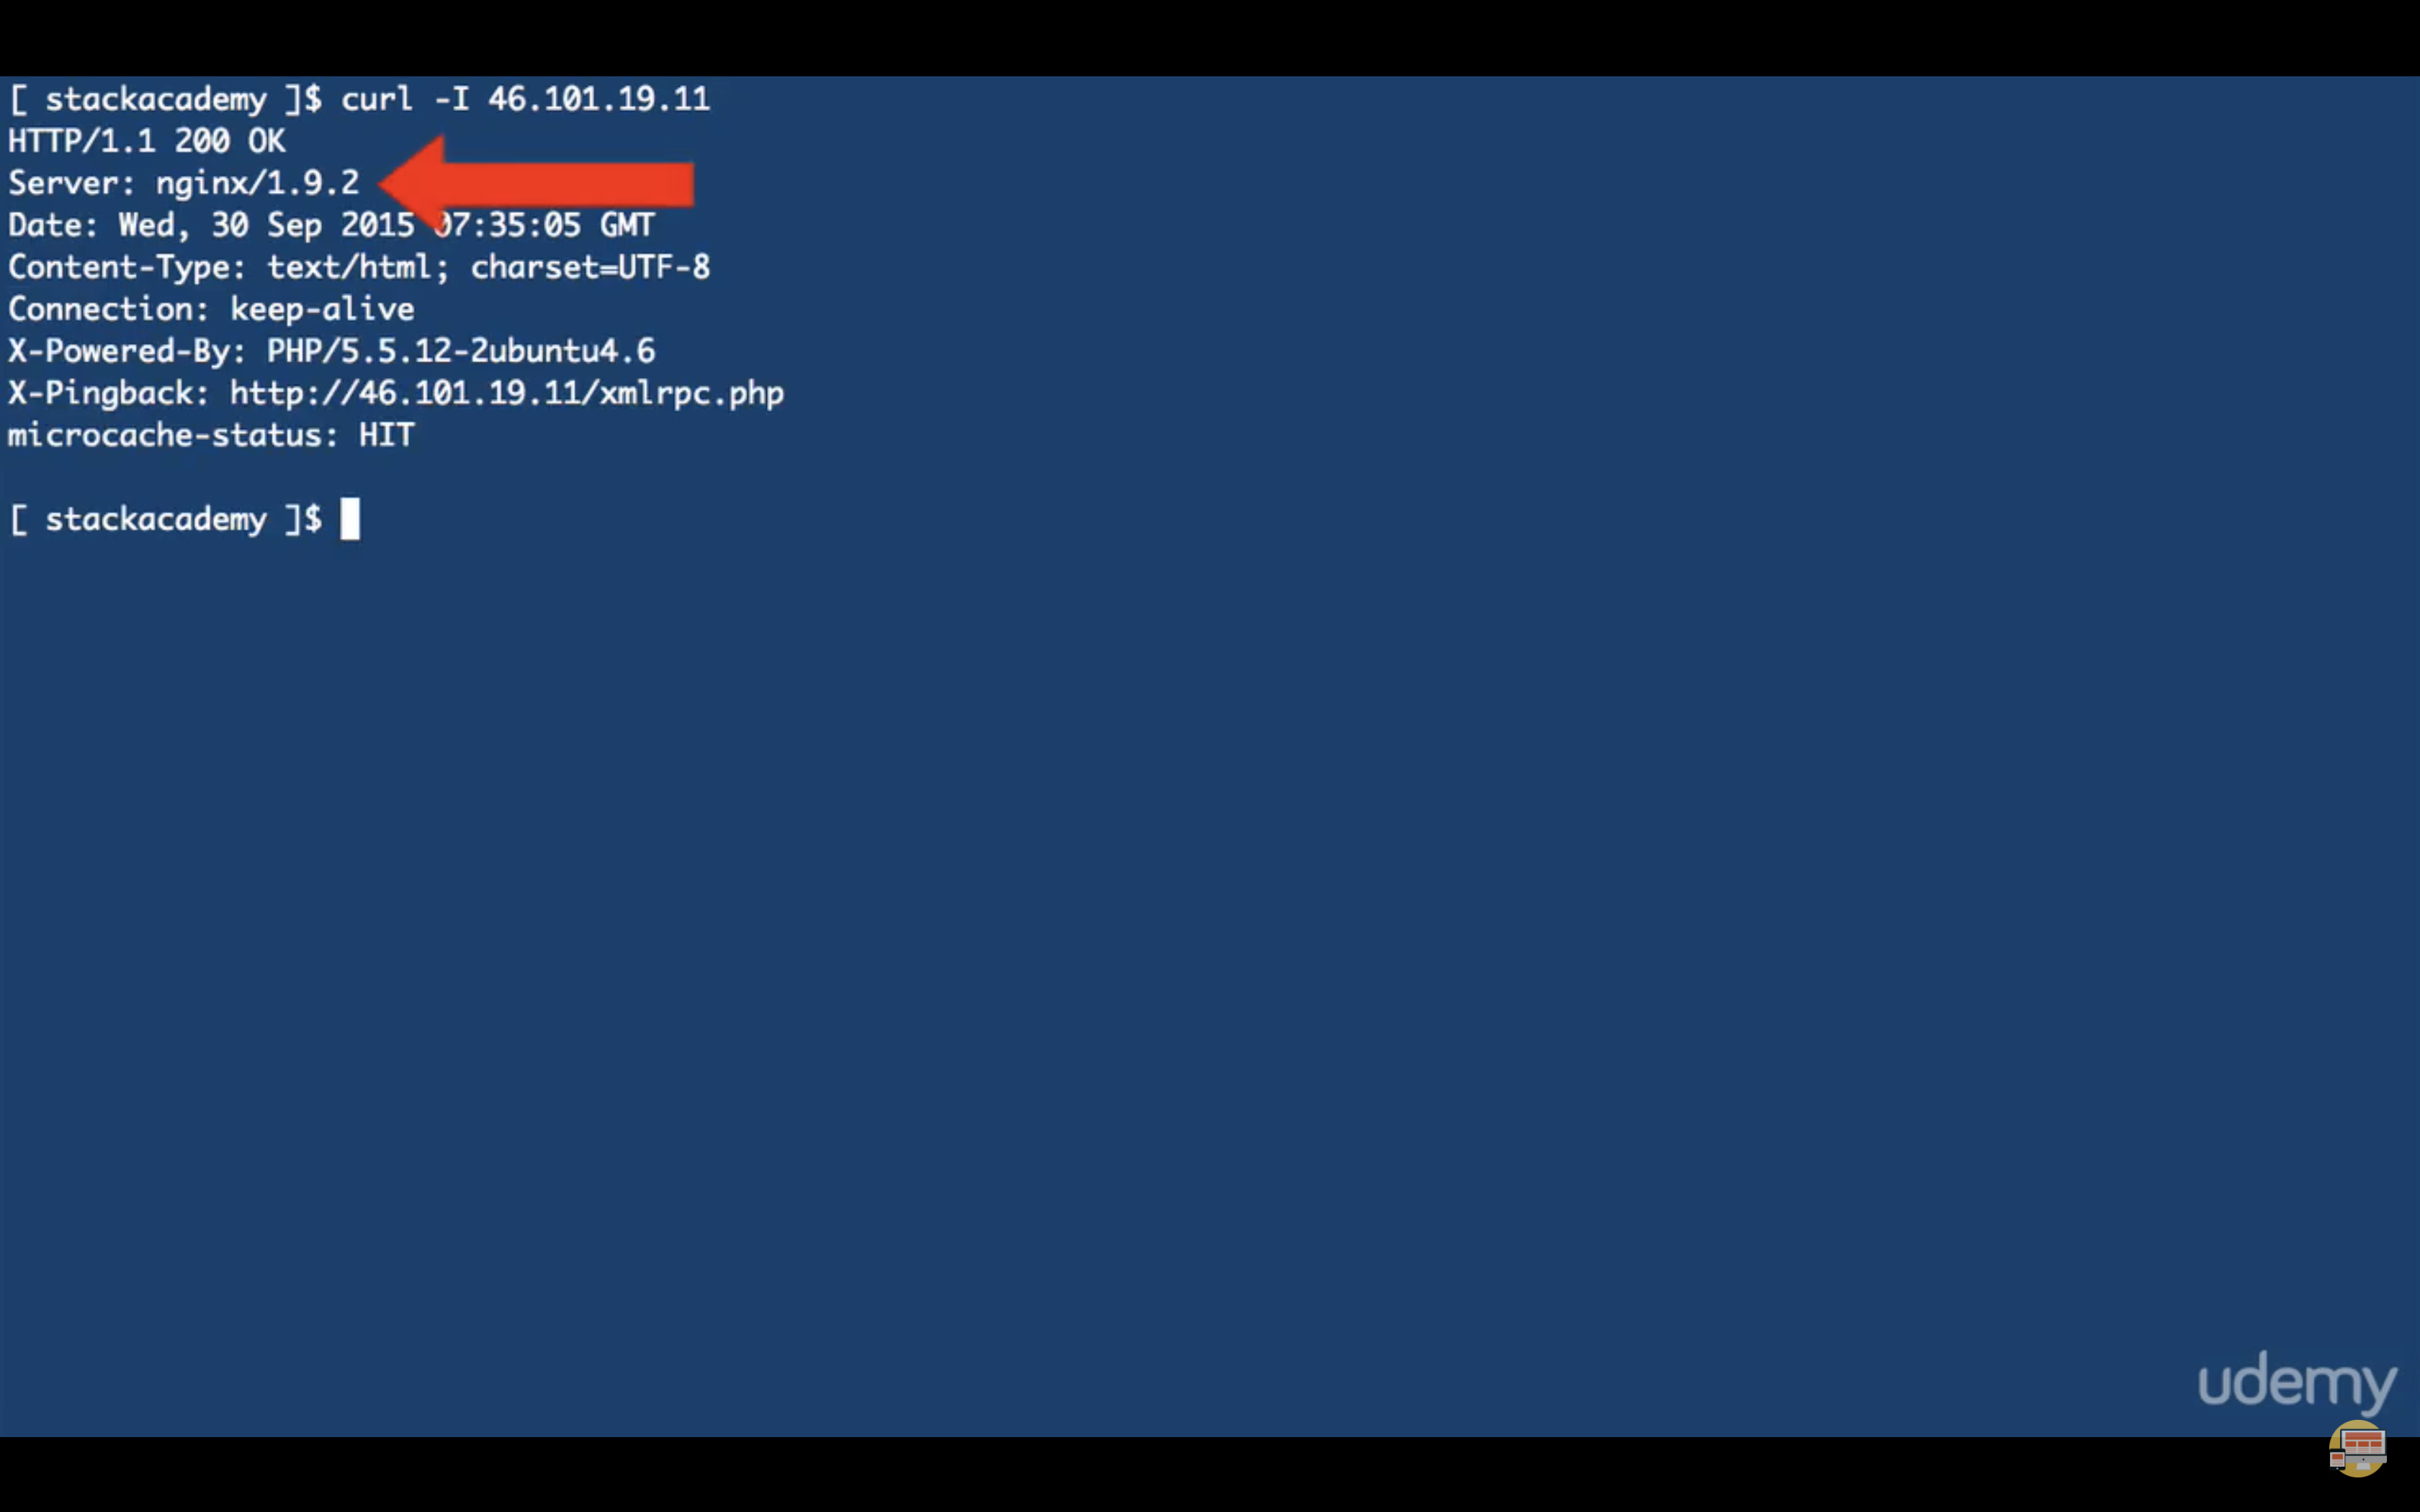 [ stackacademy ]$ curl -I 46.101.19.11
HTTP/1.1 200 OK
Server: nginx/1.9.2
Date: Wed, 30 Sep 2015 07:35:05 GMT
Content-Type: text/html; charset=UTF-8
Connection: keep-alive
X-Powered-By: PHP/5.5.12-2ubuntu4.6
X-Pingback: http://46.101.19.11/xmlrpc.php
microcache-status: HIT
[ stackacademy ]$
udemy